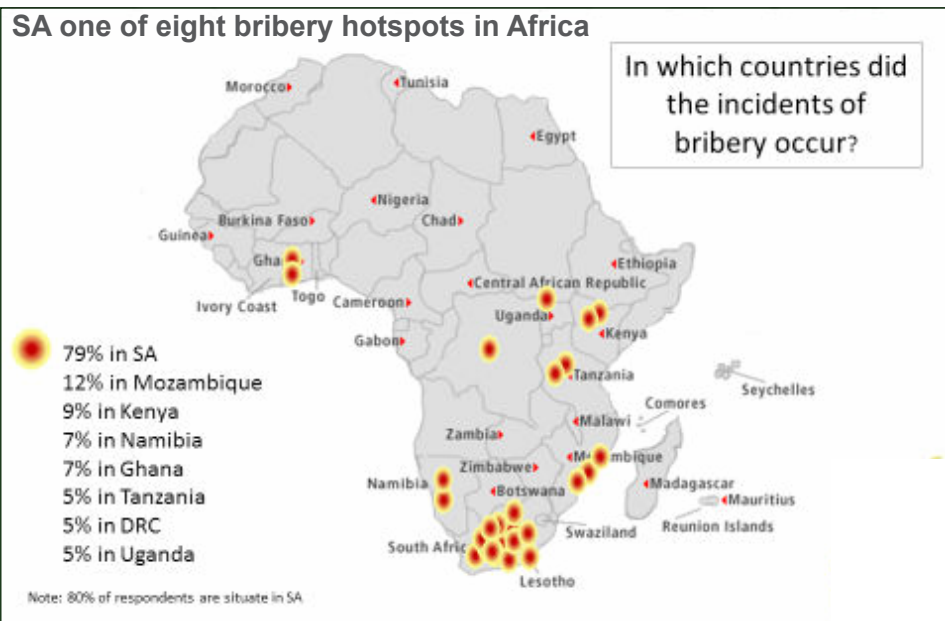 SA one of eight bribery hotspots in Africa
In which countries did
the incidents of
bribery occur?
Morocco
Tunisia
Egypt
Nigeria
Burkina Faso
Chad
Guinea
Gha
Ethiopia
Central African Republic
Togo
Ivory Coast
Cameroon
Uganda
Gabon
Kenya
79% in SA
12% in Mozambique
9% in Kenya
7% in Namibia
7% in Ghana
5% in Tanzania
5% in DRC
5% in Uganda
Tanzania
Seychelles
Comores
Malawi
Zambia
M mbique
Zimbabwe
Namibia
Botswana
Madagascar
Mauritius
Reunion Islands
Swaziland
South Afric
Lesotho
Note: 80% of respondents are situate in SA